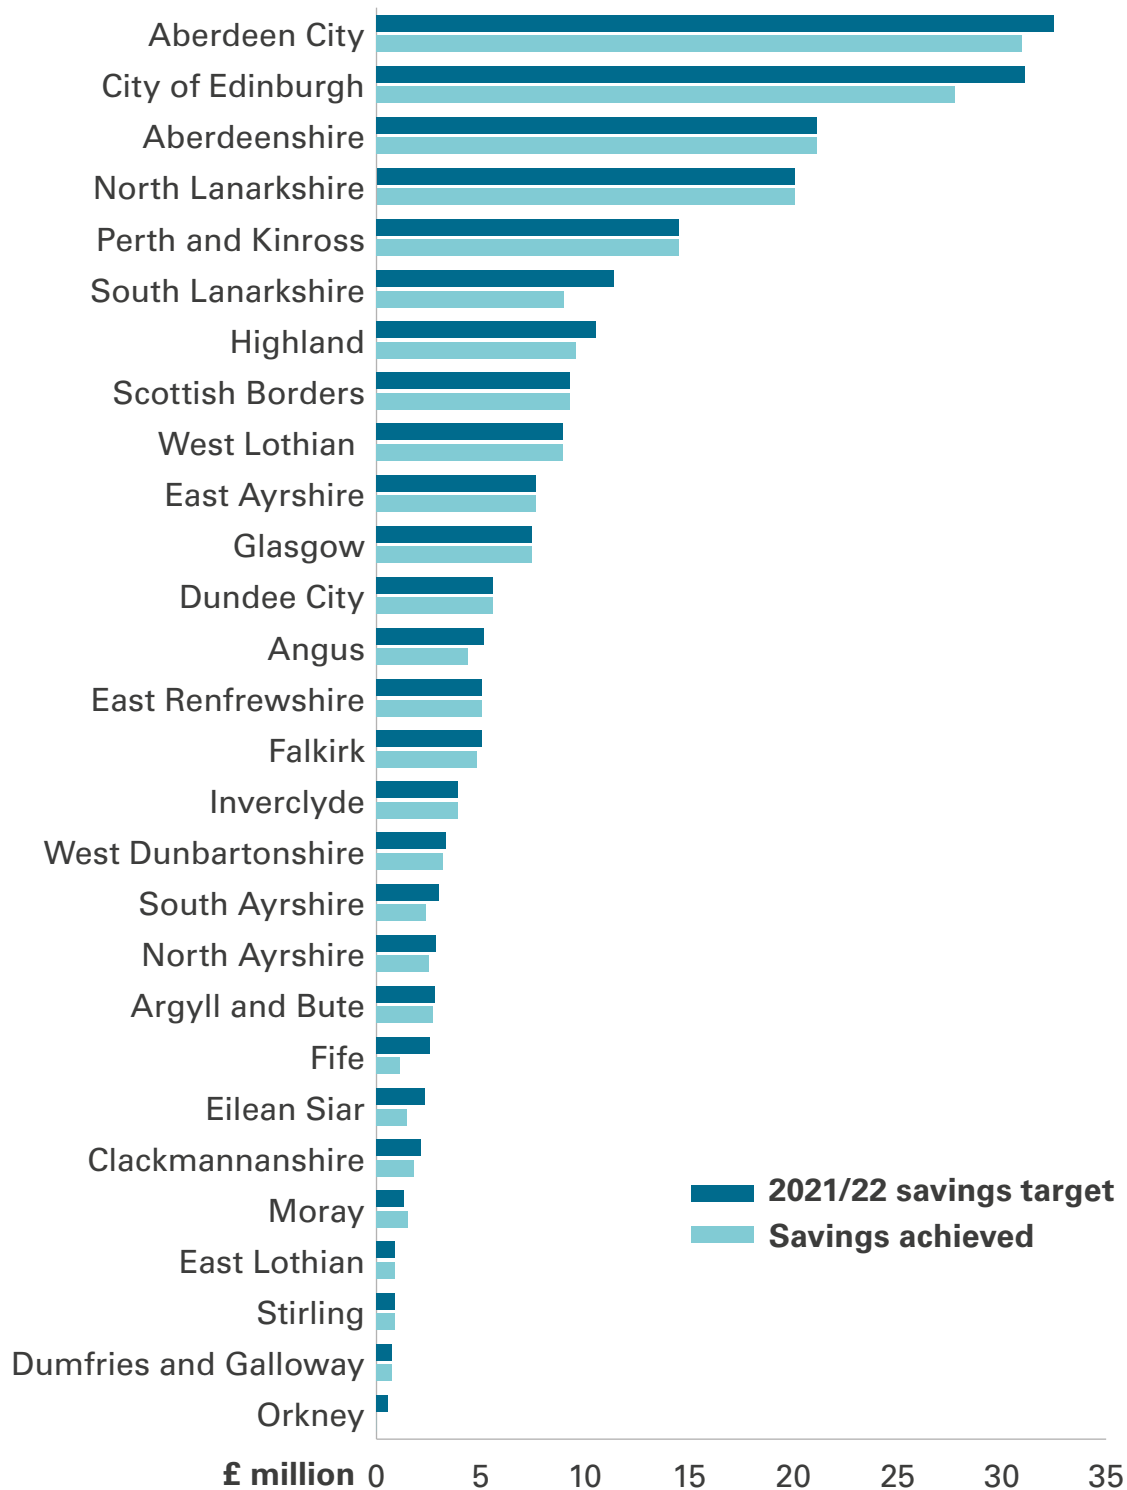 Aberdeen City
City of Edinburgh
Aberdeenshire
North Lanarkshire
Perth and Kinross
South Lanarkshire
Highland
Scottish Borders
West Lothian
East Ayrshire
Glasgow
Dundee City
Angus
East Renfrewshire
Falkirk
Inverclyde
West Dunbartonshire
South Ayrshire
North Ayrshire
Argyll and Bute
Fife
Eilean Siar
Clackmannanshire
Moray
East Lothian
Stirling
Dumfries and Galloway
Orkney
2021/22 savings target
Savings achieved
£ million 0 5 10 15 20 25 30 35